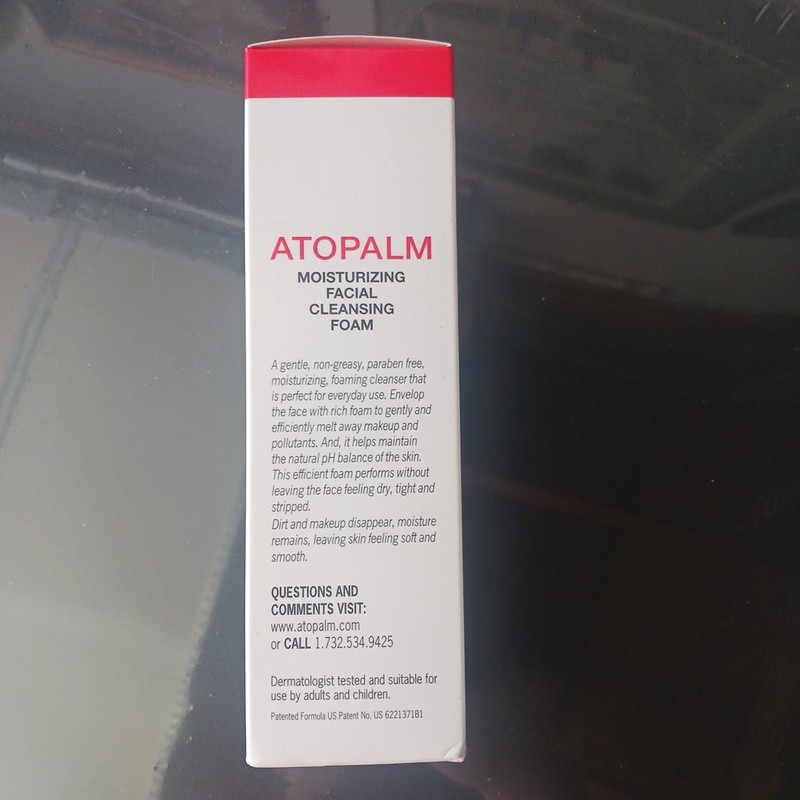 ATOPALM
MOISTURIZING
FACIAL
CLEANSING
FOAM
A gentle, non-greasy, paraben free,
moisturizing, foaming cleanser that
is perfect for everyday use. Envelop
the face with rich foam to gently and
efficiently melt away makeup and
pollutants. And, it helps maintain
the natural pH balance of the skin.
This efficient foam performs without
leaving the face feeling dry, tight and
stripped.
Dirt and makeup disappear, moisture
remains, leaving skin feeling soft and
smooth.
QUESTIONS AND
COMMENTS VISIT:
www.atopalm.com
or CALL 1.732.534.9425
Dermatologist tested and suitable for
use by adults and children.
Patented Formula US Patent No. US 6221371B1